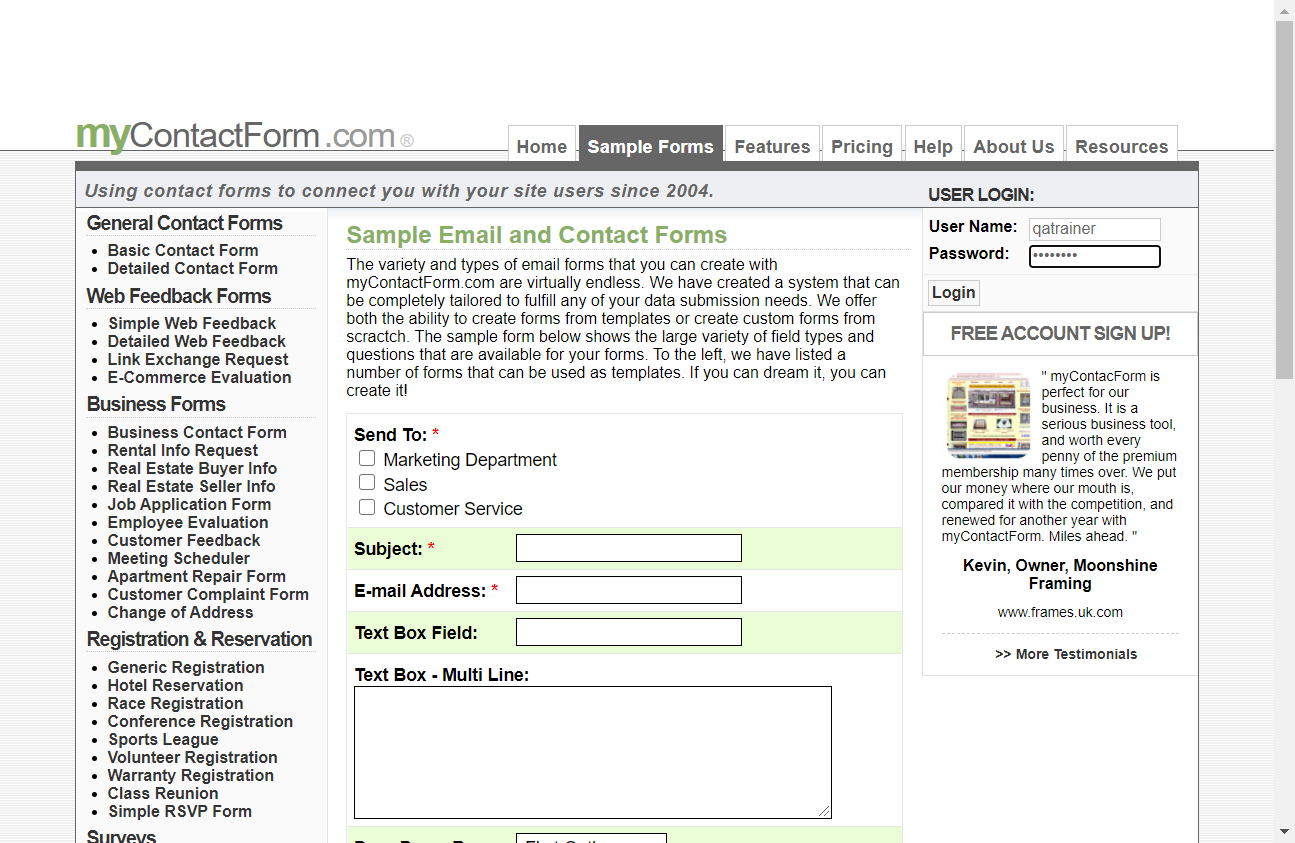 myContactForm.com ®
Home
Sample Forms
Features
Pricing
Help
About Us
Resources
Using contact forms to connect you with your site users since 2004.
USER LOGIN:
General Contact Forms
Basic Contact Form
Detailed Contact Form
Web Feedback Forms
Simple Web Feedback
Detailed Web Feedback
Link Exchange Request
E-Commerce Evaluation
Business Forms
Business Contact Form
Rental Info Request
Real Estate Buyer Info
Real Estate Seller Info
Job Application Form
Employee Evaluation
Customer Feedback
Meeting Scheduler
Apartment Repair Form
Customer Complaint Form
Change of Address
Registration & Reservation
Generic Registration
Hotel Reservation
Race Registration
Conference Registration
Sports League
Volunteer Registration
Warranty Registration
Class Reunion
Simple RSVP Form
Surveys
Sample Email and Contact Forms
The variety and types of email forms that you can create with
myContactForm.com are virtually endless. We have created a system that can
be completely tailored to fulfill any of your data submission needs. We offer
both the ability to create forms from templates or create custom forms from
scractch. The sample form below shows the large variety of field types and
questions that are available for your forms. To the left, we have listed a
number of forms that can be used as templates. If you can dream it, you can
create it!
Send To: *
Marketing Department
Sales
Customer Service
Subject: *
E-mail Address: *
Text Box Field:
Text Box - Multi Line:
User Name: qatrainer
Password: ••••••••
Login
FREE ACCOUNT SIGN UP!
" myContacForm is
perfect for our
business. It is a
serious business tool,
and worth every
penny of the premium
membership many times over. We put
our money where our mouth is,
compared it with the competition, and
renewed for another year with
myContactForm. Miles ahead. "
Kevin, Owner, Moonshine
Framing
www.frames.uk.com
>> More Testimonials